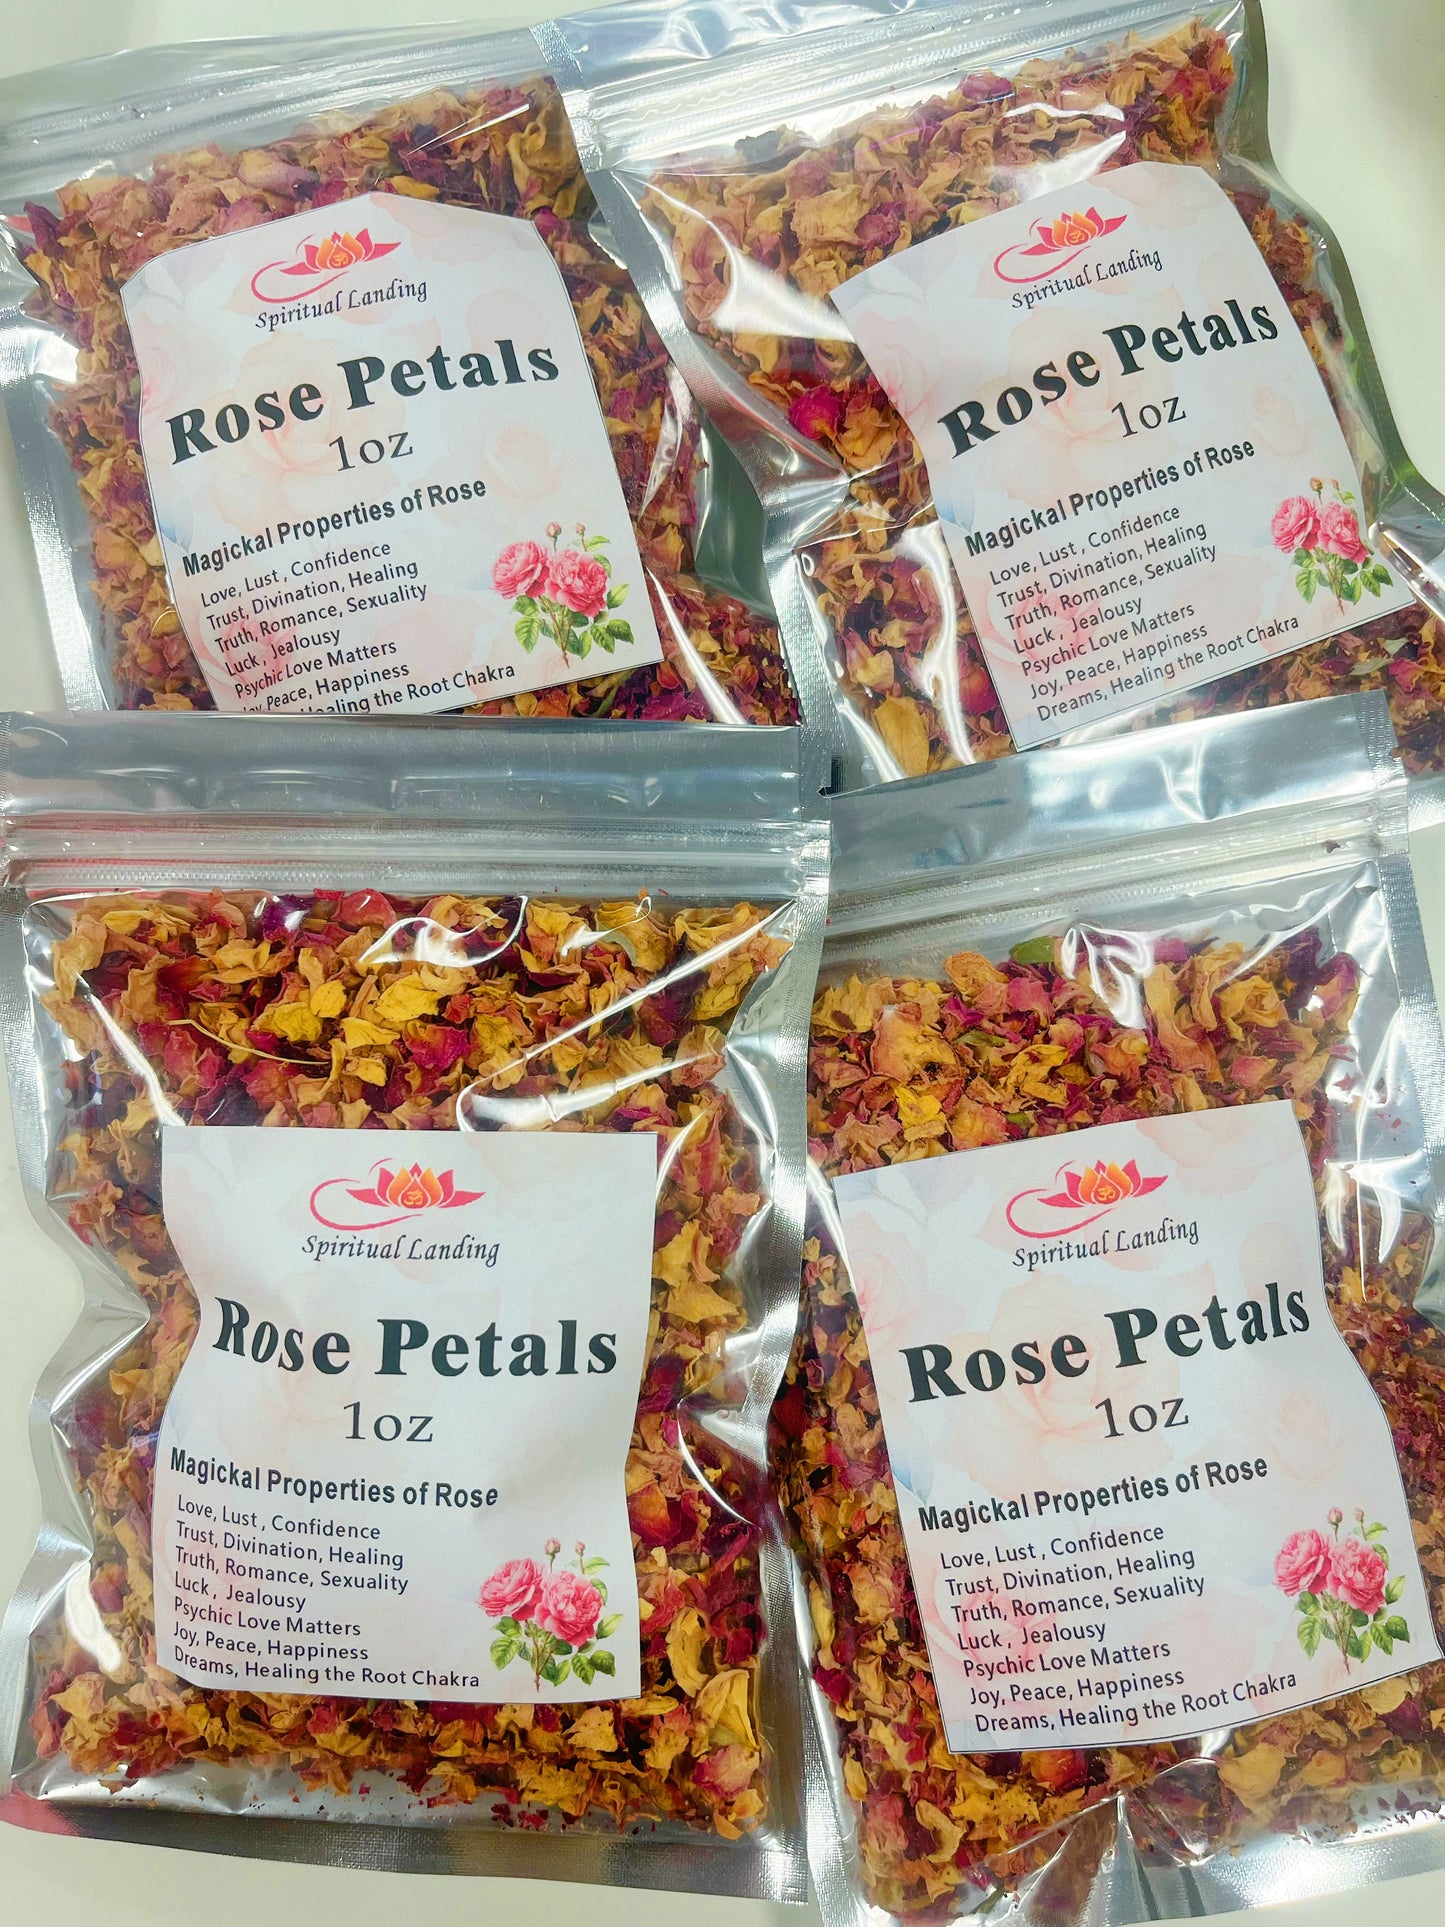 Spiritual Landing
Rose Petals
1oz
Magickal Properties of Rose
Love, Lust , Confidence
Trust, Divination, Healing
Truth, Romance, Sexuality
Luck , Jealousy
Psychic Love Matters
Joy, Peace, Happiness
Healing the Root Chakra
Spiritual Landing
Rose Petals
1oz
Magickal Properties of Rose
Love, Lust , Confidence
Trust, Divination, Healing
Truth, Romance, Sexuality
Luck , Jealousy
Psychic Love Matters
Joy, Peace, Happiness
Dreams, Healing the Root Chakra
ॐ
Spiritual Landing
Rose Petals
1oz
Magickal Properties of Rose
Love, Lust , Confidence
Trust, Divination, Healing
Truth, Romance, Sexuality
Luck , Jealousy
Psychic Love Matters
Joy, Peace, Happiness
Dreams, Healing the Root Chakra
ॐ
Spiritual Landing
Rose Petals
1oz
Magickal Properties of Rose
Love, Lust , Confidence
Trust, Divination, Healing
Truth, Romance, Sexuality
Luck , Jealousy
Psychic Love Matters
Joy, Peace, Happiness
Dreams, Healing the Root Chakra